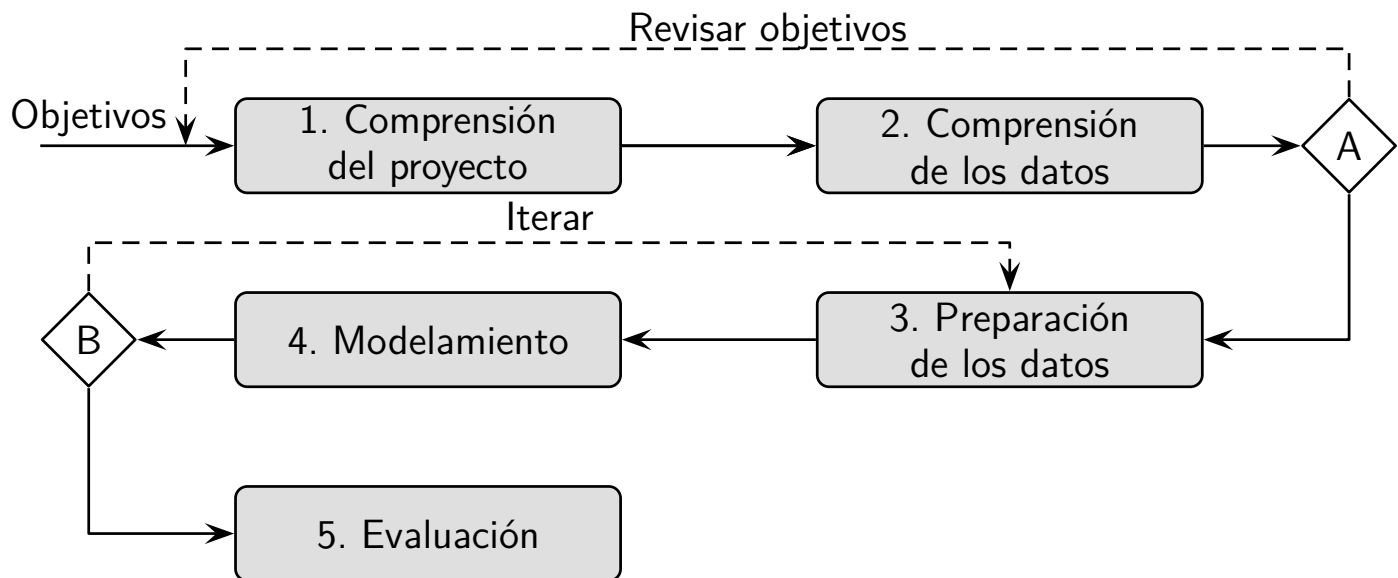 Revisar objetivos
Objetivos
1. Comprensión
del proyecto
2. Comprensión
de los datos
A
Iterar
B
4. Modelamiento
3. Preparación
de los datos
5. Evaluación